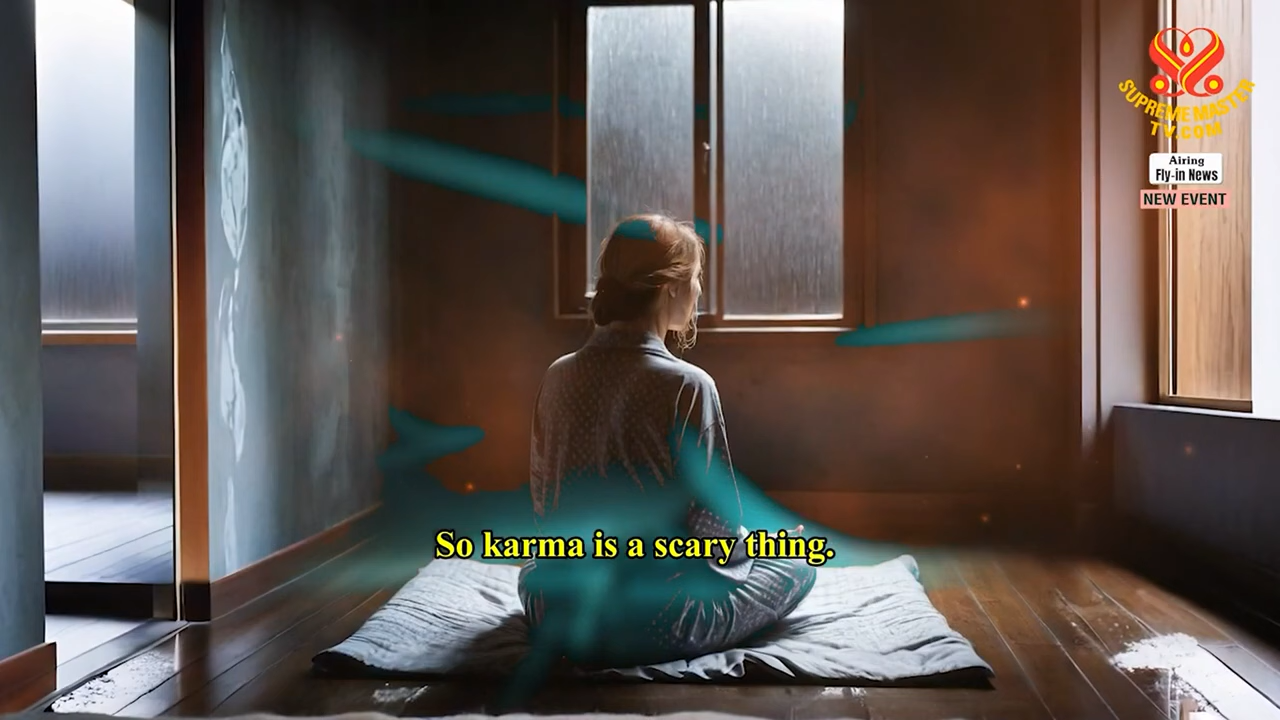 SUPREME MASTER
TV.COM
Airing
Fly-in News
NEW EVENT
So karma is a scary thing.